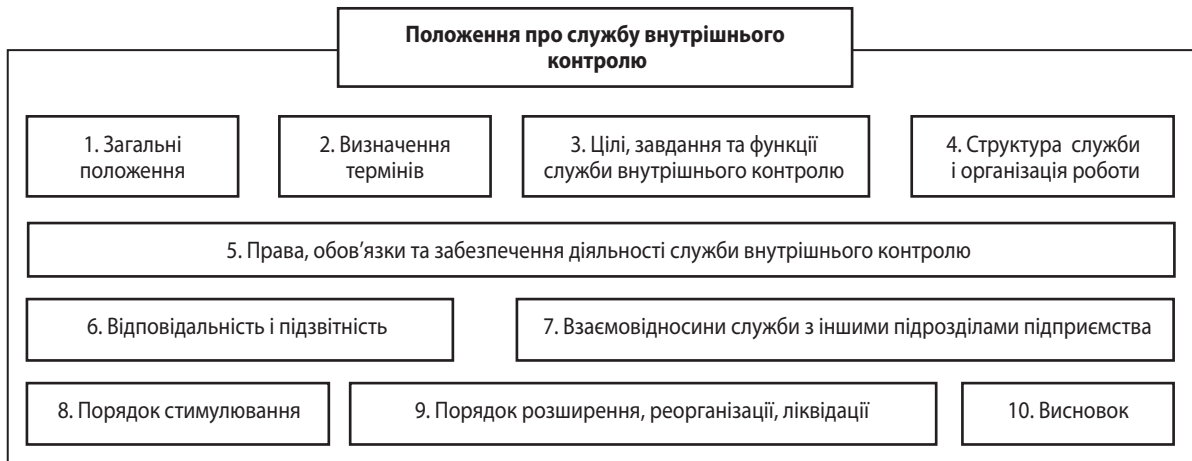 Положення про службу внутрішнього
контролю
1. Загальні
положення
2. Визначення
термінів
3. Цілі, завдання та функції
служби внутрішнього контролю
4. Структура служби
і організація роботи
5. Права, обов’язки та забезпечення діяльності служби внутрішнього контролю
6. Відповідальність і підзвітність
7. Взаємовідносини служби з іншими підрозділами підприємства
8. Порядок стимулювання
9. Порядок розширення, реорганізації, ліквідації
10. Висновок